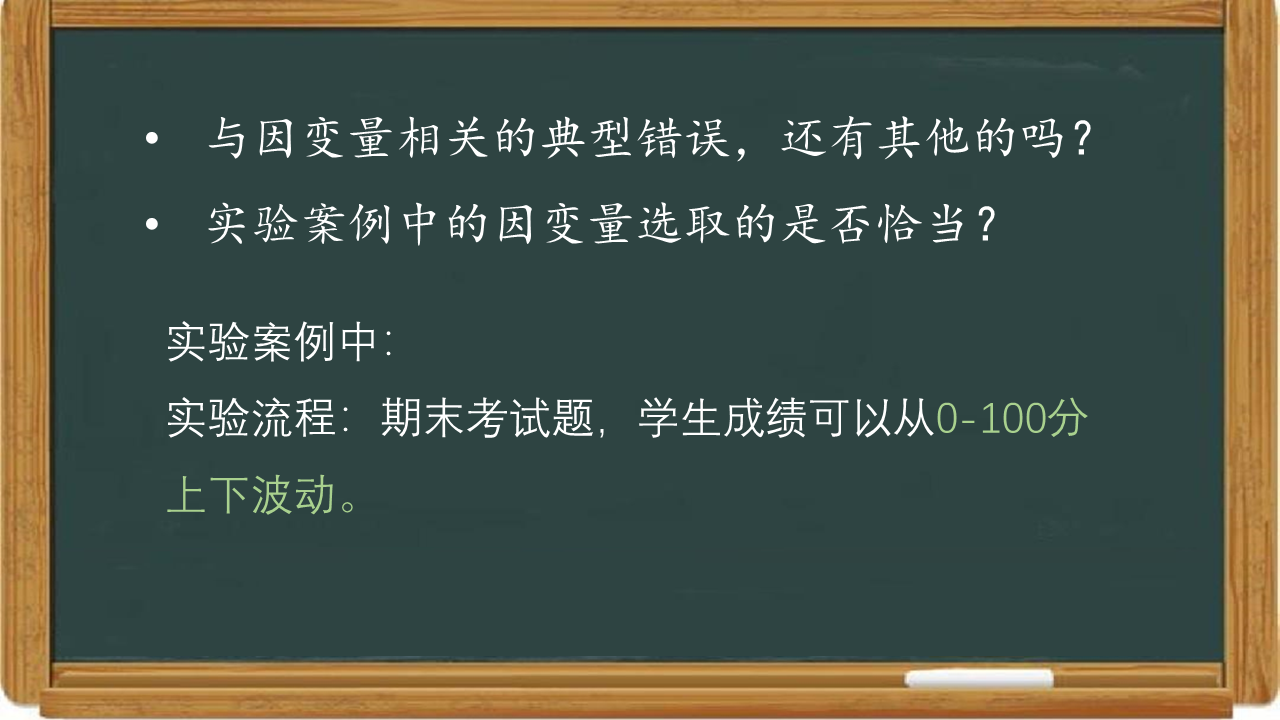 • 与因变量相关的典型错误，还有其他的吗？
• 实验案例中的因变量选取的是否恰当？
实验案例中：
实验流程：期末考试题，学生成绩可以从0-100分
上下波动。